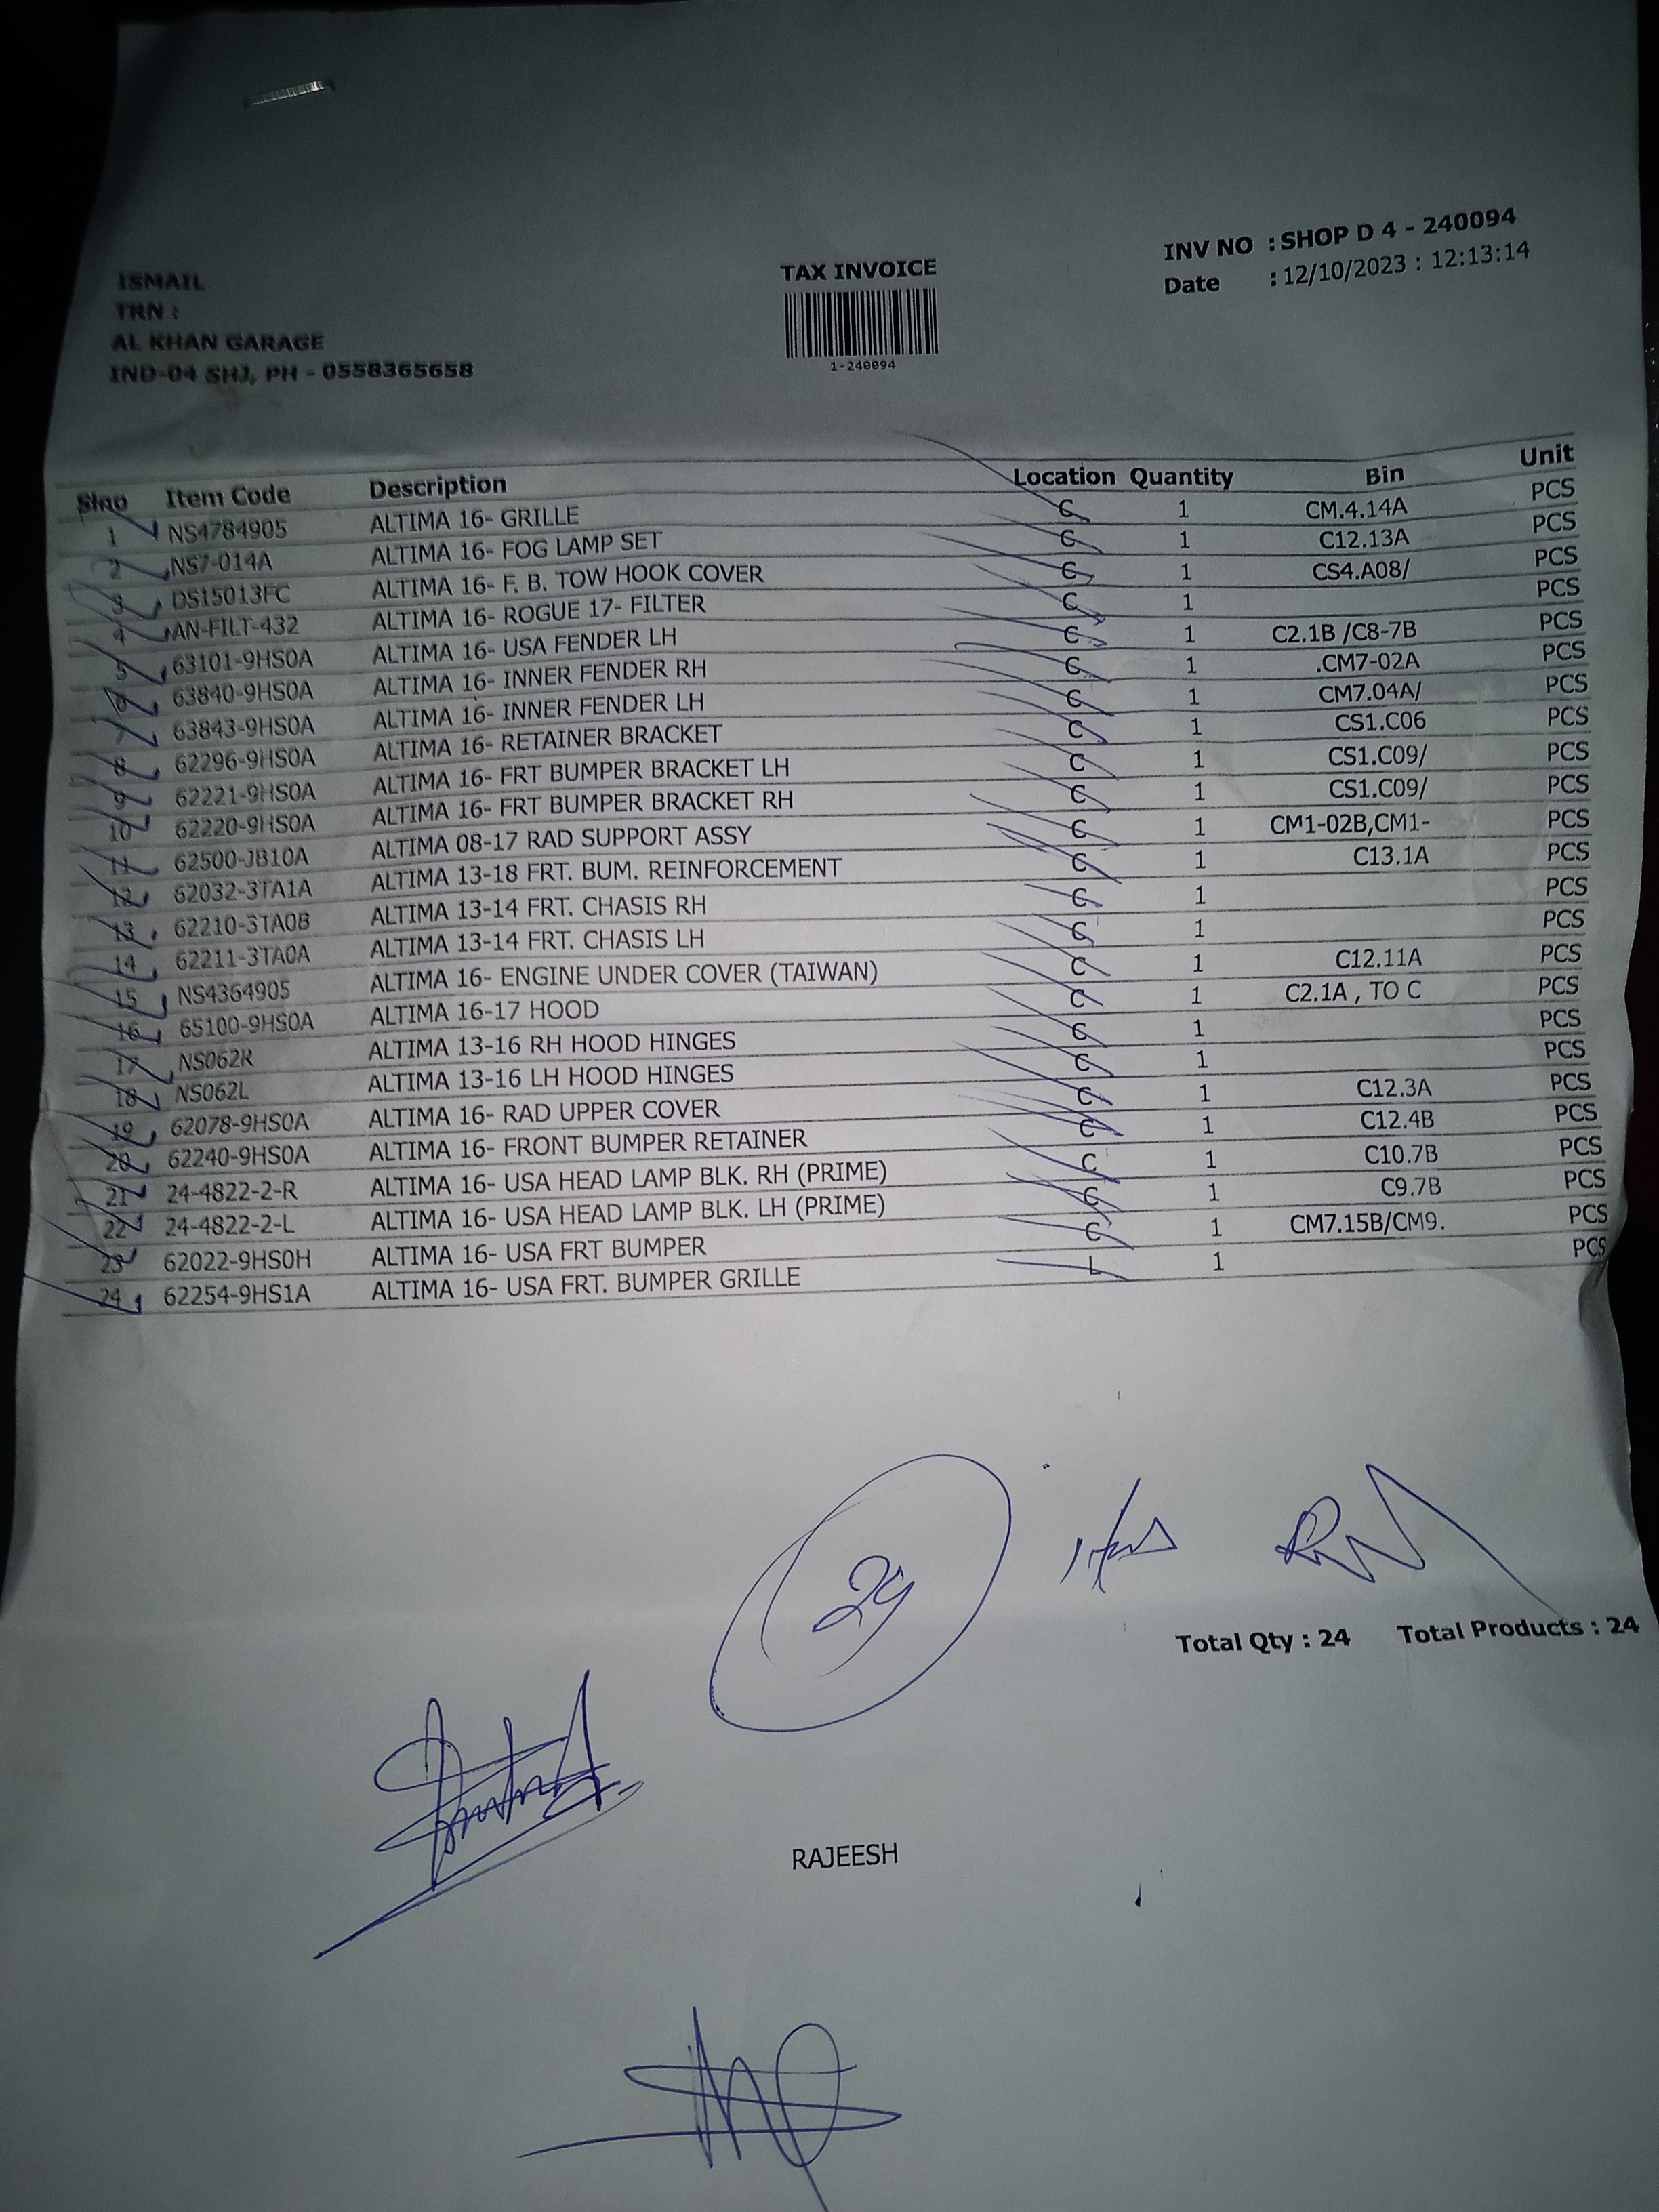 ISMAIL
TRN :
AL KHAN GARAGE
IND-04 SHJ, PH - 0558365658
TAX INVOICE
1-240094
INV NO : SHOP D 4 - 240094
Date : 12/10/2023 : 12:13:14
Slno Item Code Description Location Quantity Bin Unit
1 NS4784905 ALTIMA 16- GRILLE C 1 CM.4.14A PCS
2 NS7-014A ALTIMA 16- FOG LAMP SET C 1 C12.13A PCS
3 DS15013FC ALTIMA 16- F. B. TOW HOOK COVER C 1 CS4.A08/ PCS
4 AN-FILT-432 ALTIMA 16- ROGUE 17- FILTER C 1 PCS
5 63101-9HS0A ALTIMA 16- USA FENDER LH C 1 C2.1B /C8-7B PCS
6 63840-9HS0A ALTIMA 16- INNER FENDER RH C 1 .CM7-02A PCS
7 63843-9HS0A ALTIMA 16- INNER FENDER LH C 1 CM7.04A/ PCS
8 62296-9HS0A ALTIMA 16- RETAINER BRACKET C 1 CS1.C06 PCS
9 62221-9HS0A ALTIMA 16- FRT BUMPER BRACKET LH C 1 CS1.C09/ PCS
10 62220-9HS0A ALTIMA 16- FRT BUMPER BRACKET RH C 1 CS1.C09/ PCS
11 62500-JB10A ALTIMA 08-17 RAD SUPPORT ASSY C 1 CM1-02B,CM1- PCS
12 62032-3TA1A ALTIMA 13-18 FRT. BUM. REINFORCEMENT C 1 C13.1A PCS
13 62210-3TA0B ALTIMA 13-14 FRT. CHASIS RH C 1 PCS
14 62211-3TA0A ALTIMA 13-14 FRT. CHASIS LH C 1 PCS
15 NS4364905 ALTIMA 16- ENGINE UNDER COVER (TAIWAN) C 1 C12.11A PCS
16 65100-9HS0A ALTIMA 16-17 HOOD C 1 C2.1A , TO C PCS
17 NS062R ALTIMA 13-16 RH HOOD HINGES C 1 PCS
18 NS062L ALTIMA 13-16 LH HOOD HINGES C 1 PCS
19 62078-9HS0A ALTIMA 16- RAD UPPER COVER C 1 C12.3A PCS
20 62240-9HS0A ALTIMA 16- FRONT BUMPER RETAINER C 1 C12.4B PCS
21 24-4822-2-R ALTIMA 16- USA HEAD LAMP BLK. RH (PRIME) C 1 C10.7B PCS
22 24-4822-2-L ALTIMA 16- USA HEAD LAMP BLK. LH (PRIME) C 1 C9.7B PCS
23 62022-9HS0H ALTIMA 16- USA FRT BUMPER C 1 CM7.15B/CM9. PCS
24 62254-9HS1A ALTIMA 16- USA FRT. BUMPER GRILLE L 1 PCS
Total Qty : 24 Total Products : 24
RAJEESH